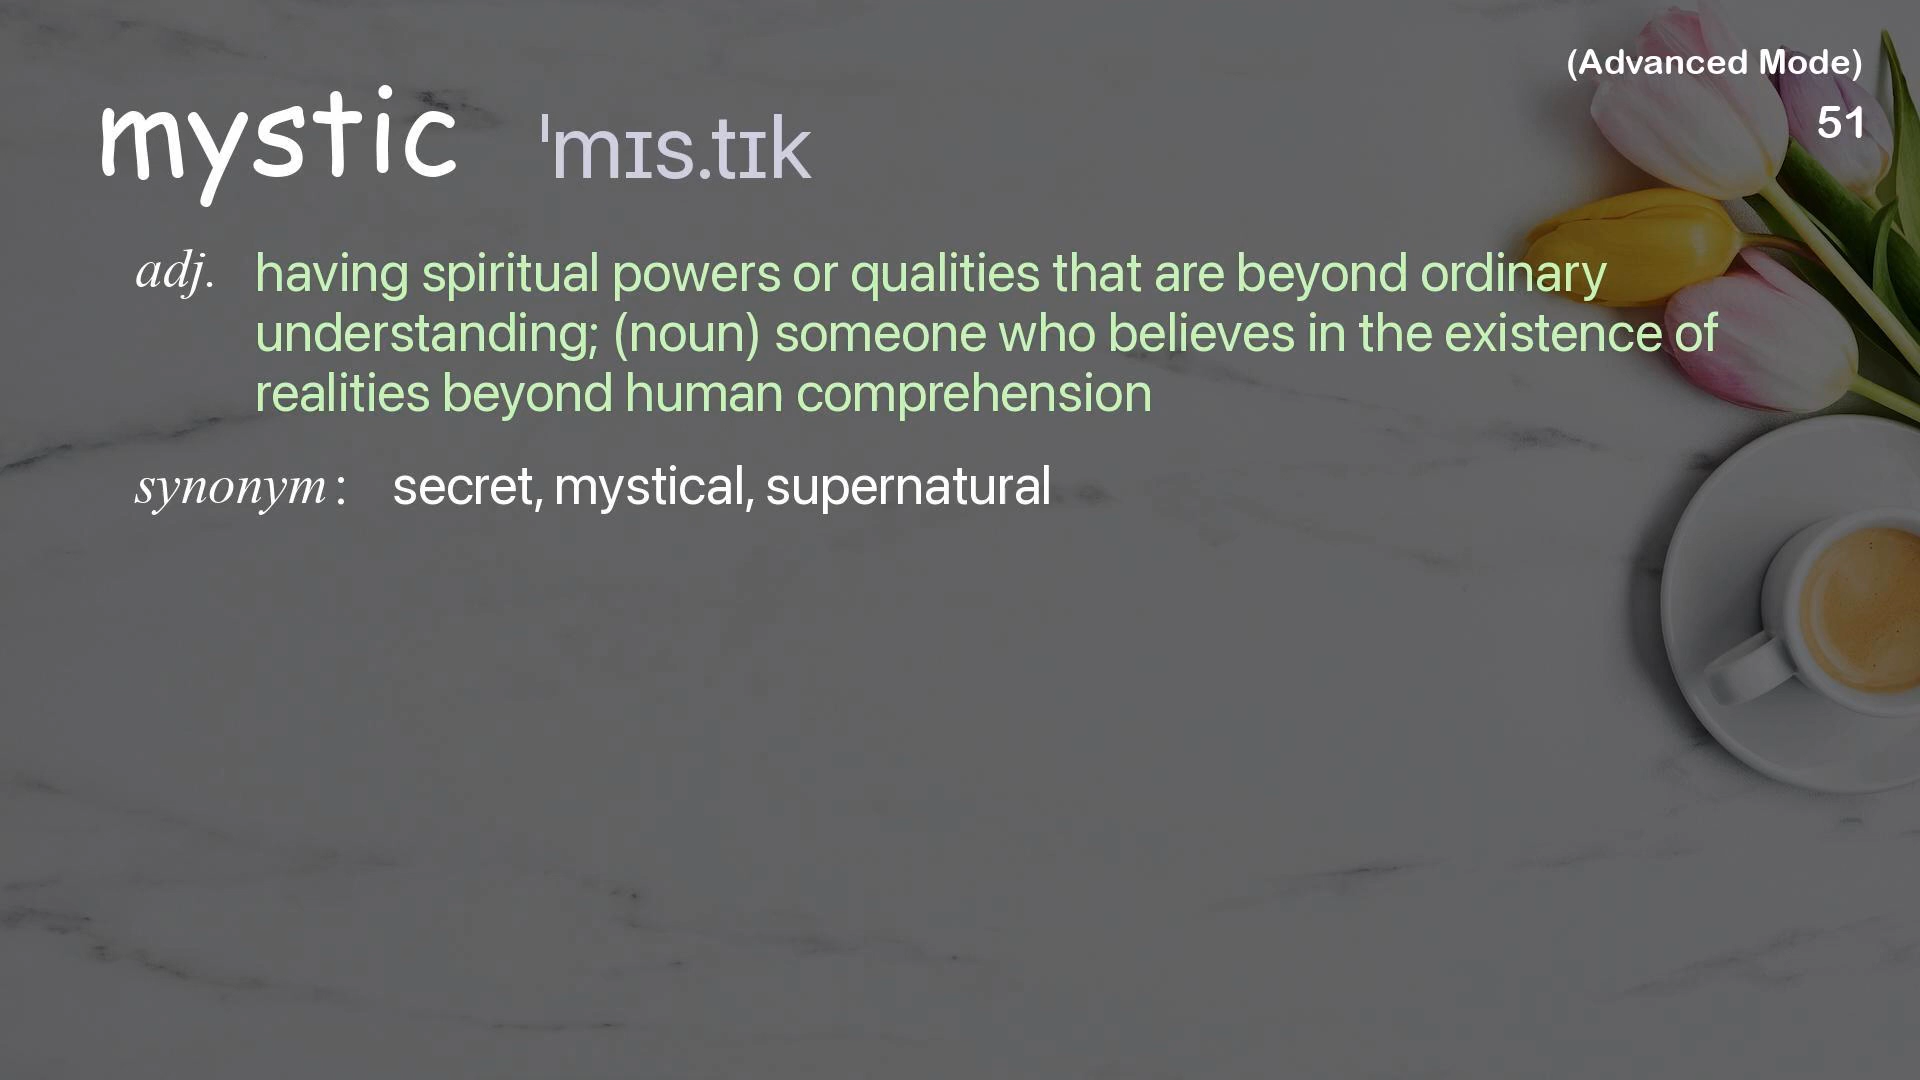 (Advanced Mode)
51
mystic ˈmɪs.tɪk
adj. having spiritual powers or qualities that are beyond ordinary
understanding; (noun) someone who believes in the existence of
realities beyond human comprehension
synonym : secret, mystical, supernatural